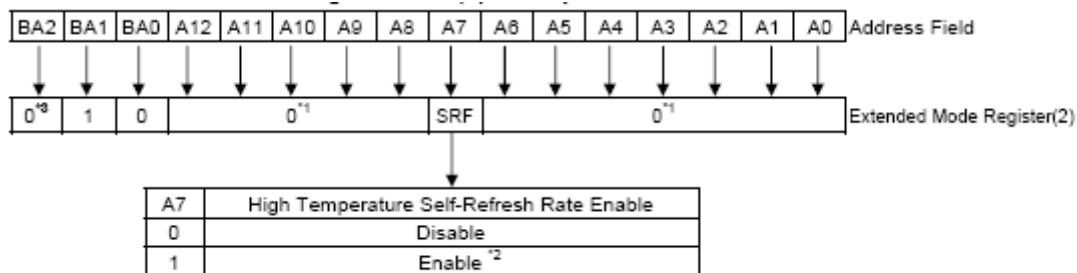 BA2 BA1 BA0 A12 A11 A10 A9 A8 A7 A6 A5 A4 A3 A2 A1 A0 Address Field
0*3 1 0 0*1 SRF 0*1 Extended Mode Register(2)
A7 High Temperature Self-Refresh Rate Enable
0 Disable
1 Enable *2